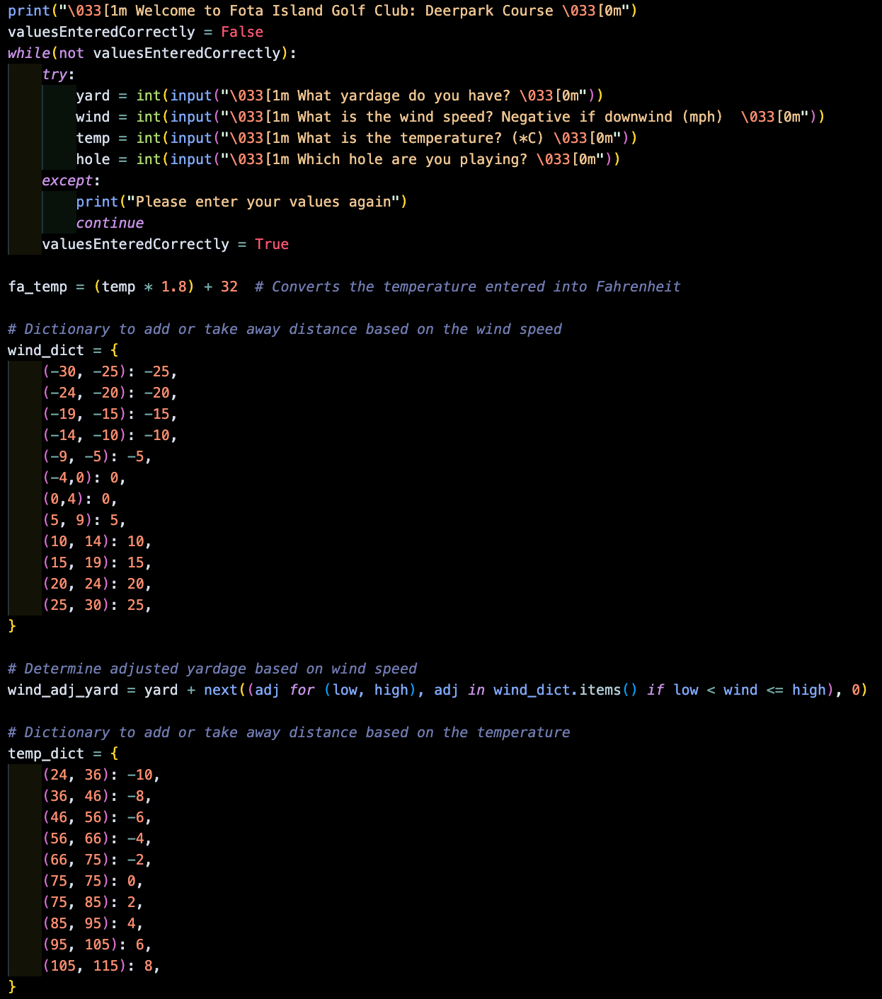 print("\033[1m Welcome to Fota Island Golf Club: Deerpark Course \033[0m")
valuesEnteredCorrectly = False
while(not valuesEnteredCorrectly):
    try:
        yard = int(input("\033[1m What yardage do you have? \033[0m"))
        wind = int(input("\033[1m What is the wind speed? Negative if downwind (mph)  \033[0m"))
        temp = int(input("\033[1m What is the temperature? (*C) \033[0m"))
        hole = int(input("\033[1m Which hole are you playing? \033[0m"))
    except:
        print("Please enter your values again")
        continue
    valuesEnteredCorrectly = True

fa_temp = (temp * 1.8) + 32  # Converts the temperature entered into Fahrenheit

# Dictionary to add or take away distance based on the wind speed
wind_dict = {
    (-30, -25): -25,
    (-24, -20): -20,
    (-19, -15): -15,
    (-14, -10): -10,
    (-9, -5): -5,
    (-4,0): 0,
    (0,4): 0,
    (5, 9): 5,
    (10, 14): 10,
    (15, 19): 15,
    (20, 24): 20,
    (25, 30): 25,
}

# Determine adjusted yardage based on wind speed
wind_adj_yard = yard + next((adj for (low, high), adj in wind_dict.items() if low < wind <= high), 0)

# Dictionary to add or take away distance based on the temperature
temp_dict = {
    (24, 36): -10,
    (36, 46): -8,
    (46, 56): -6,
    (56, 66): -4,
    (66, 75): -2,
    (75, 75): 0,
    (75, 85): 2,
    (85, 95): 4,
    (95, 105): 6,
    (105, 115): 8,
}